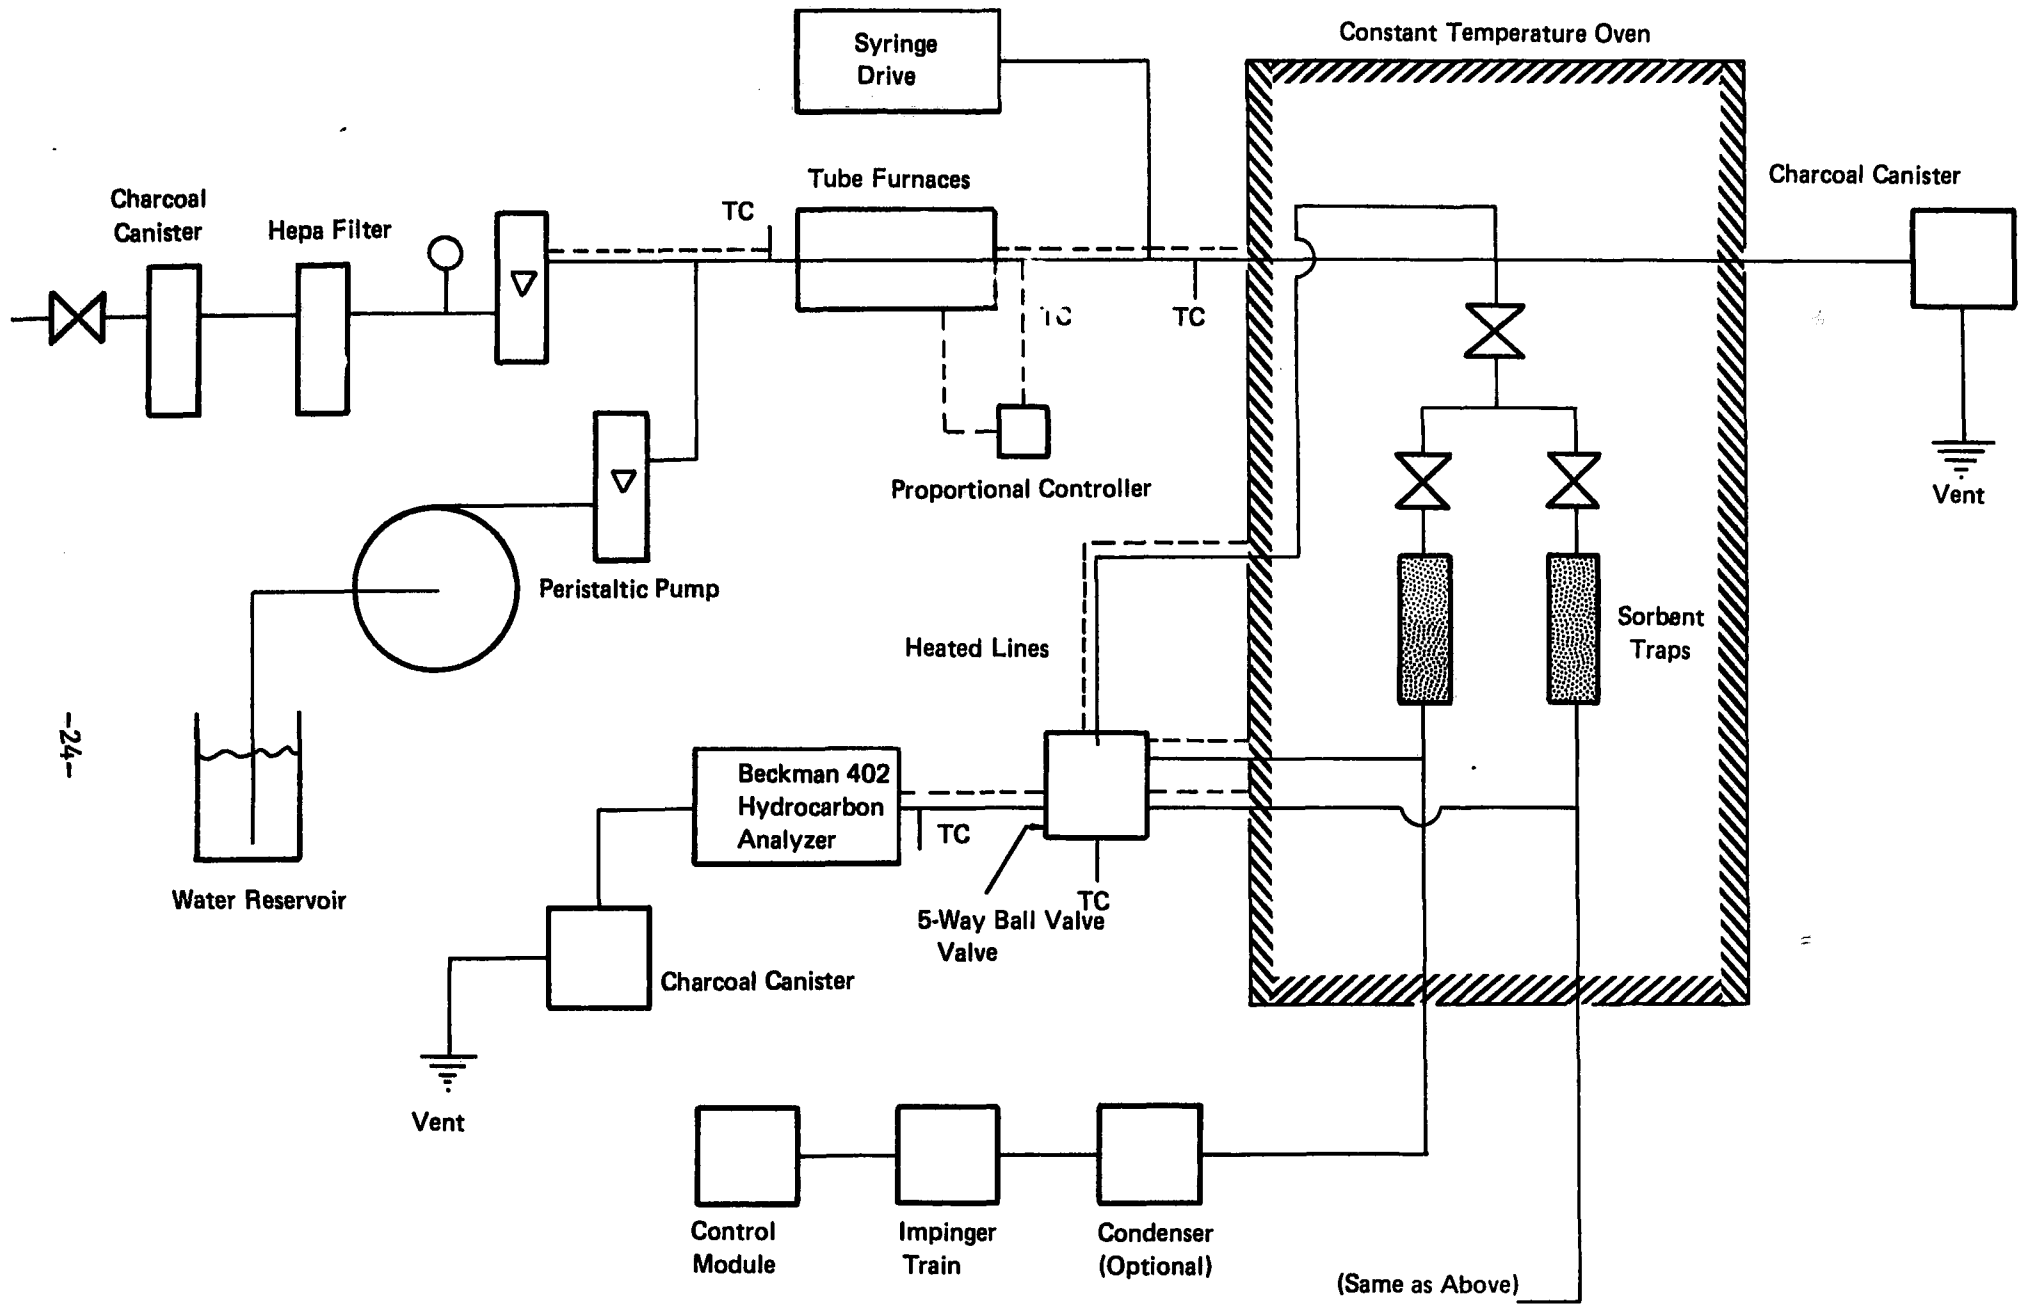 Constant Temperature Oven
Syringe
Drive
Tube Furnaces
Charcoal Canister
Charcoal
Canister
Hepa Filter
TC
TC
TC
Proportional Controller
Vent
Peristaltic Pump
Heated Lines
Sorbent
Traps
-24-
Beckman 402
Hydrocarbon
Analyzer
TC
TC
Water Reservoir
5-Way Ball Valve
Valve
Charcoal Canister
Vent
Control
Module
Impinger
Train
Condenser
(Optional)
(Same as Above)